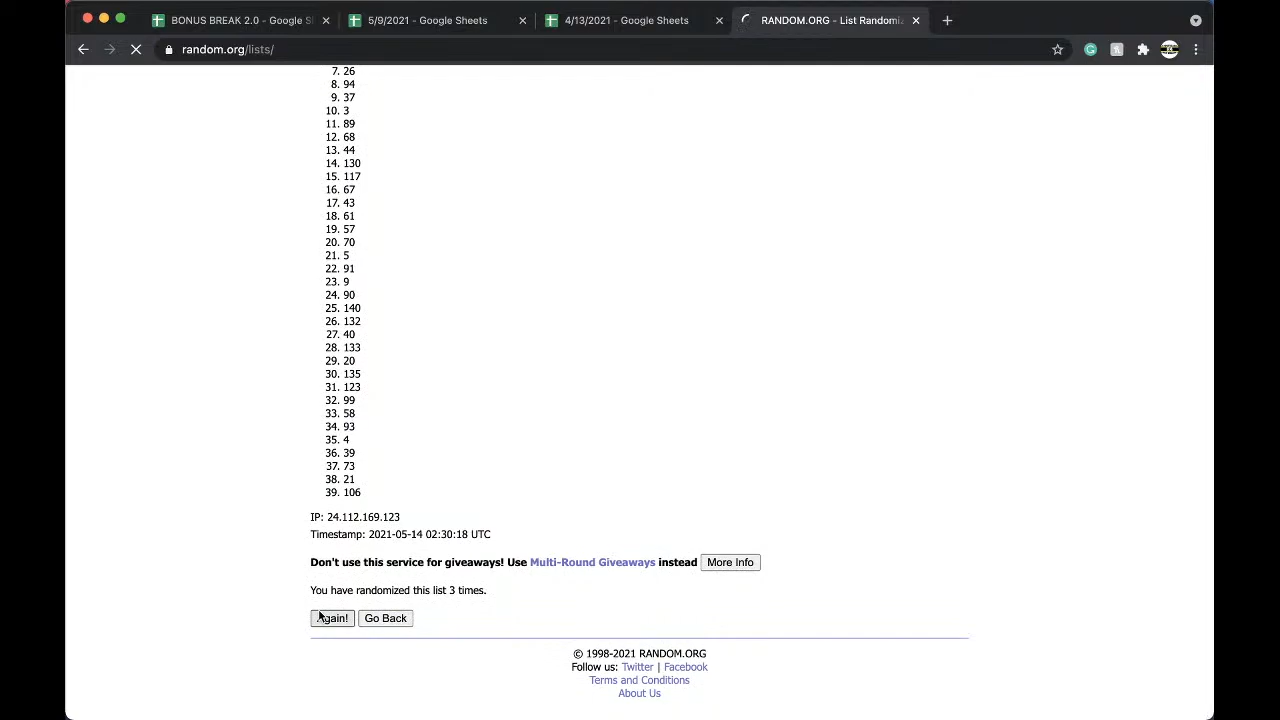 BONUS BREAK 2.0 - Google S
5/9/2021 - Google Sheets
4/13/2021 - Google Sheets
RANDOM.ORG - List Randomiz
random.org/lists/
7. 26
8. 94
9. 37
10. 3
11. 89
12. 68
13. 44
14. 130
15. 117
16. 67
17. 43
18. 61
19. 57
20. 70
21. 5
22. 91
23. 9
24. 90
25. 140
26. 132
27. 40
28. 133
29. 20
30. 135
31. 123
32. 99
33. 58
34. 93
35. 4
36. 39
37. 73
38. 21
39. 106
IP: 24.112.169.123
Timestamp: 2021-05-14 02:30:18 UTC
Don't use this service for giveaways! Use Multi-Round Giveaways instead More Info
You have randomized this list 3 times.
Again! Go Back
© 1998-2021 RANDOM.ORG
Follow us: Twitter | Facebook
Terms and Conditions
About Us